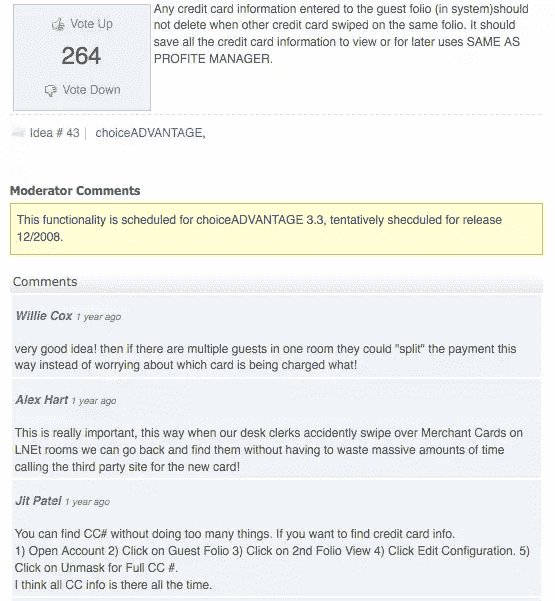 Vote Up
264
Vote Down
Any credit card information entered to the guest folio (in system)should
not delete when other credit card swiped on the same folio. it should
save all the credit card information to view or for later uses SAME AS
PROFITE MANAGER.
Idea # 43 | choiceADVANTAGE,
Moderator Comments
This functionality is scheduled for choiceADVANTAGE 3.3, tentatively shecduled for release
12/2008.
Comments
Willie Cox 1 year ago
very good idea! then if there are multiple guests in one room they could "split" the payment this
way instead of worrying about which card is being charged what!
Alex Hart 1 year ago
This is really important, this way when our desk clerks accidently swipe over Merchant Cards on
LNEt rooms we can go back and find them without having to waste massive amounts of time
calling the third party site for the new card!
Jit Patel 1 year ago
You can find CC# without doing too many things. If you want to find credit card info.
1) Open Account 2) Click on Guest Folio 3) Click on 2nd Folio View 4) Click Edit Configuration. 5)
Click on Unmask for Full CC #.
I think all CC info is there all the time.